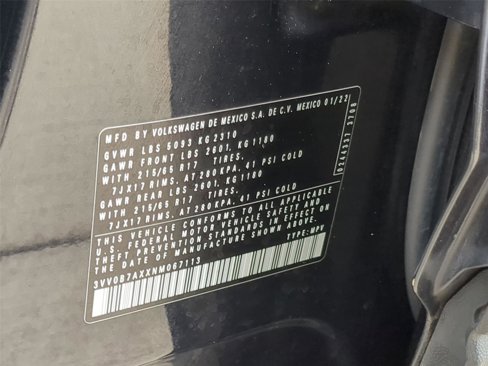 MFD BY VOLKSWAGEN DE MEXICO S.A. DE C.V. MEXICO 01/22
GVWR LBS 5093 KG 2310
GAWR FRONT LBS 2601, KG 1180
WITH 215/65 R17 TIRES,
7JX17 RIMS, AT 280 KPA, 41 PSI COLD
GAWR REAR LBS 2601, KG 1180
WITH 215/65 R17 TIRES,
7JX17 RIMS, AT 280 KPA, 41 PSI COLD
THIS VEHICLE CONFORMS TO ALL APPLICABLE
U.S. FEDERAL MOTOR VEHICLE SAFETY AND
THEFT PREVENTION STANDARDS IN EFFECT ON
THE DATE OF MANUFACTURE SHOWN ABOVE.
3VV0B7AXXNM067113 TYPE: MPV
0244337 3708